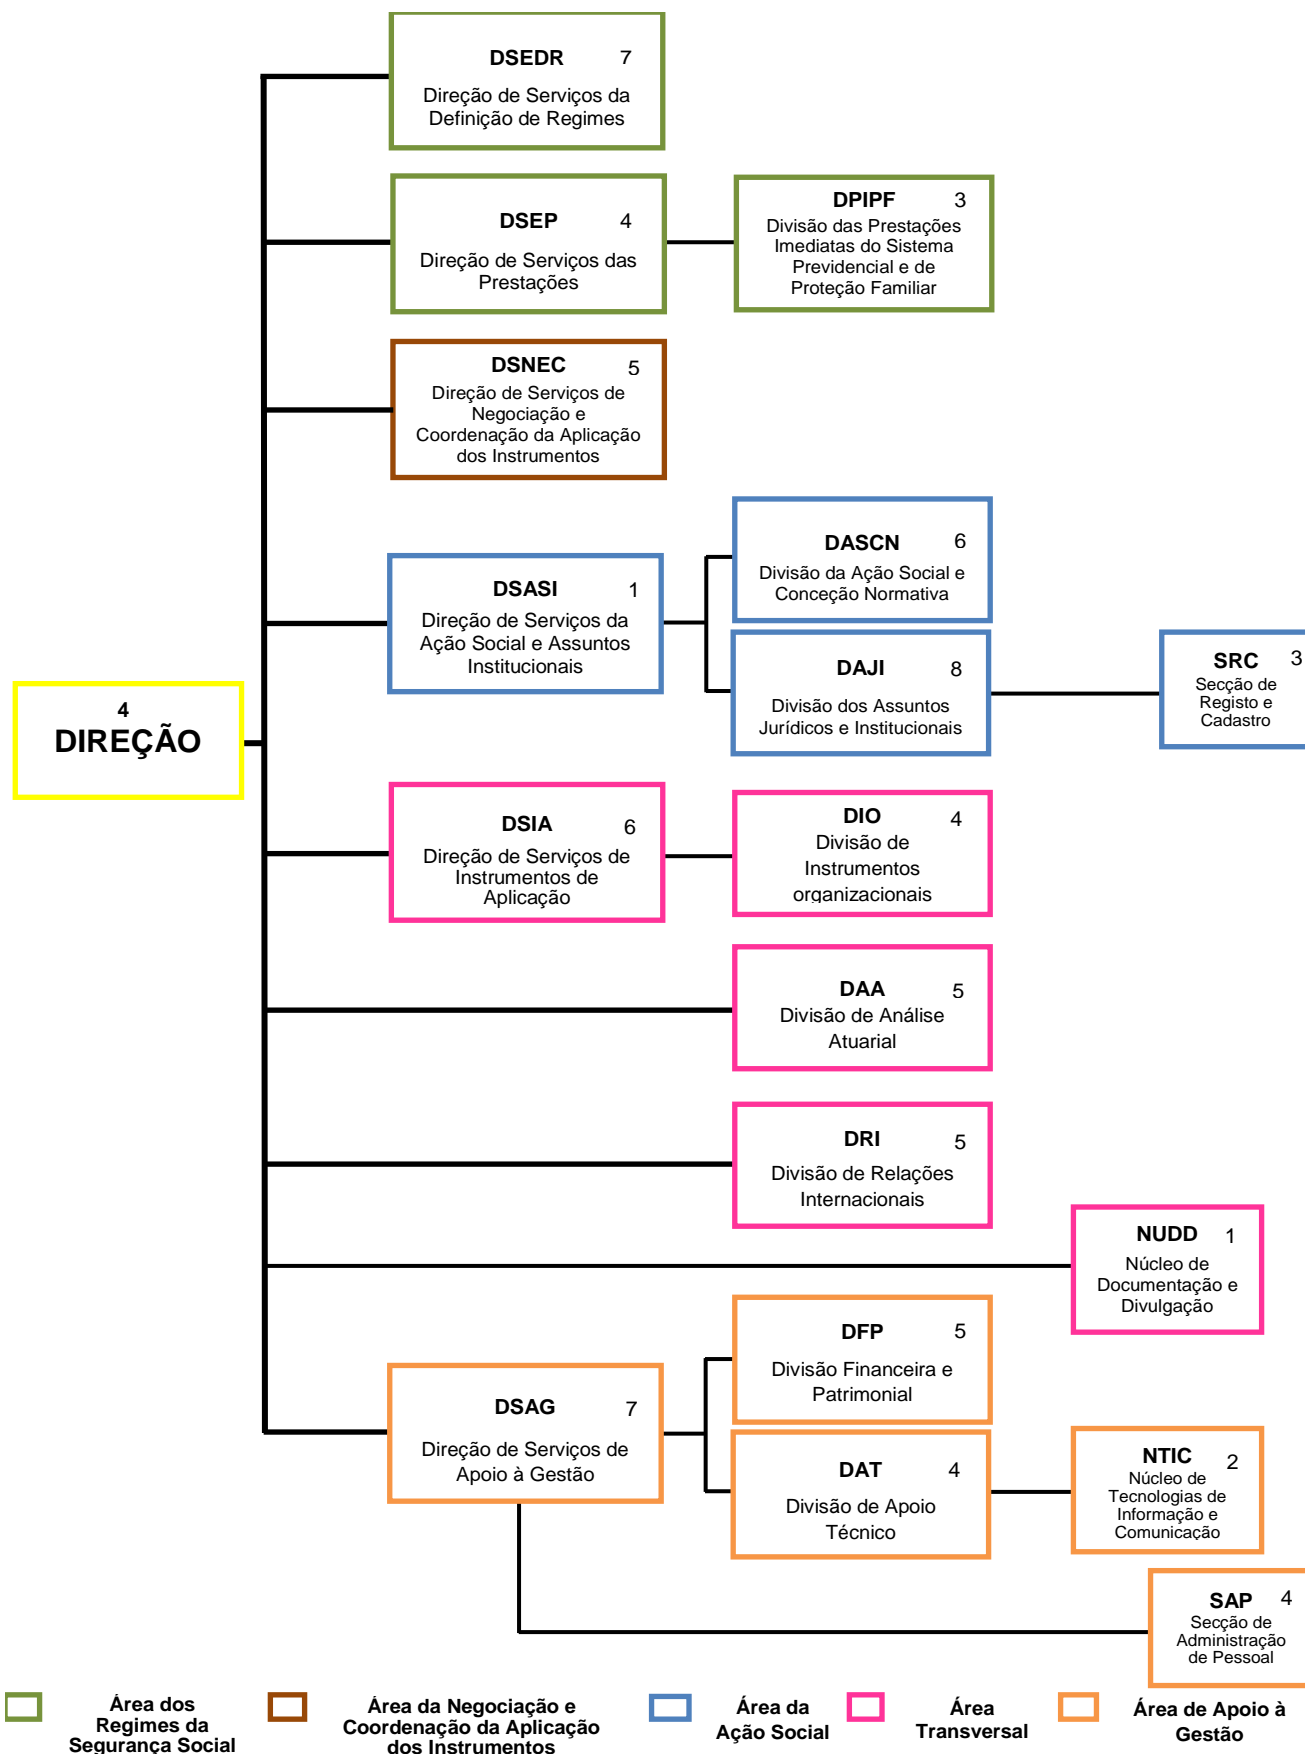 DSEDR 7
Direção de Serviços da
Definição de Regimes
DSEP 4
Direção de Serviços das
Prestações
DPIPF 3
Divisão das Prestações
Imediatas do Sistema
Previdencial e de
Proteção Familiar
DSNEC 5
Direção de Serviços de
Negociação e
Coordenação da Aplicação
dos Instrumentos
DASCN 6
Divisão da Ação Social e
Conceção Normativa
DSASI 1
Direção de Serviços da
Ação Social e Assuntos
Institucionais
DAJI 8
Divisão dos Assuntos
Jurídicos e Institucionais
SRC 3
Secção de
Registo e
Cadastro
4
DIREÇÃO
DSIA 6
Direção de Serviços de
Instrumentos de
Aplicação
DIO 4
Divisão de
Instrumentos
organizacionais
DAA 5
Divisão de Análise
Atuarial
DRI 5
Divisão de Relações
Internacionais
NUDD 1
Núcleo de
Documentação e
Divulgação
DFP 5
Divisão Financeira e
Patrimonial
DSAG 7
Direção de Serviços de
Apoio à Gestão
DAT 4
Divisão de Apoio
Técnico
NTIC 2
Núcleo de
Tecnologias de
Informação e
Comunicação
SAP 4
Secção de
Administração
de Pessoal
Área dos
Regimes da
Segurança Social
Área da Negociação e
Coordenação da Aplicação
dos Instrumentos
Área da
Ação Social
Área
Transversal
Área de Apoio à
Gestão